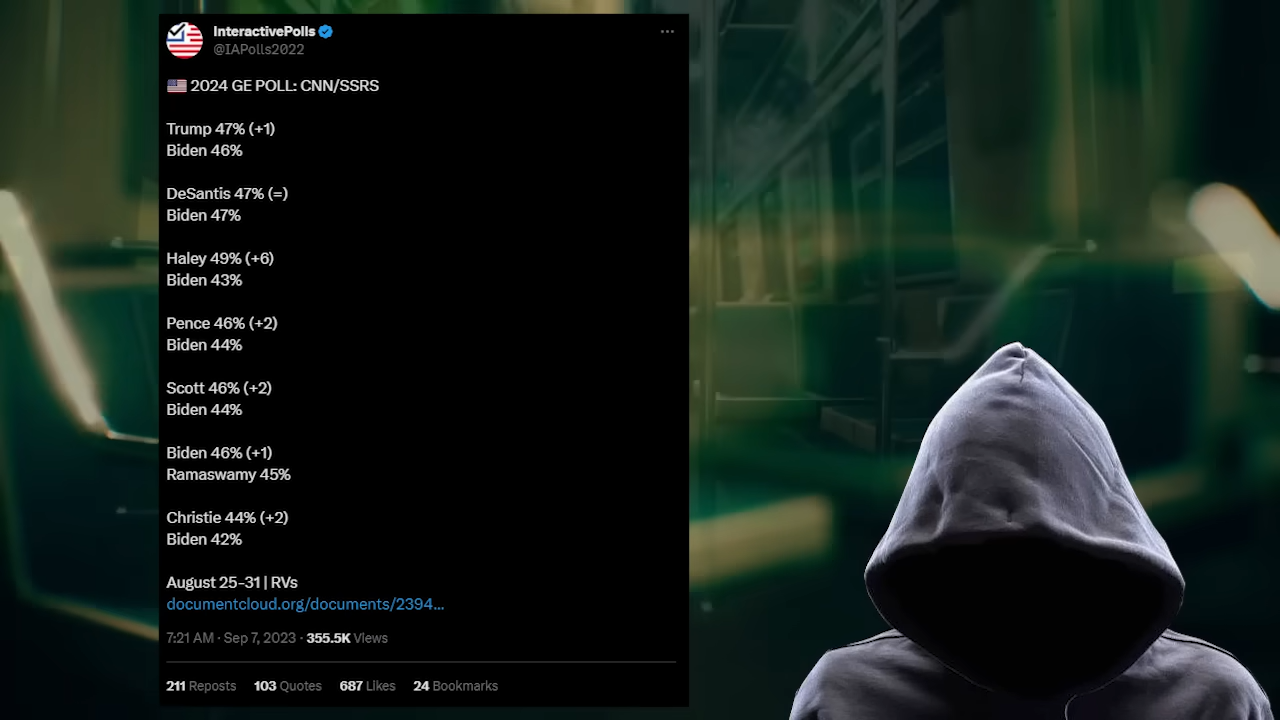 InteractivePolls
@IAPolls2022
🇺🇸 2024 GE POLL: CNN/SSRS
Trump 47% (+1)
Biden 46%
DeSantis 47% (=)
Biden 47%
Haley 49% (+6)
Biden 43%
Pence 46% (+2)
Biden 44%
Scott 46% (+2)
Biden 44%
Biden 46% (+1)
Ramaswamy 45%
Christie 44% (+2)
Biden 42%
August 25-31 | RVs
documentcloud.org/documents/2394...
7:21 AM · Sep 7, 2023 · 355.5K Views
211 Reposts 103 Quotes 687 Likes 24 Bookmarks